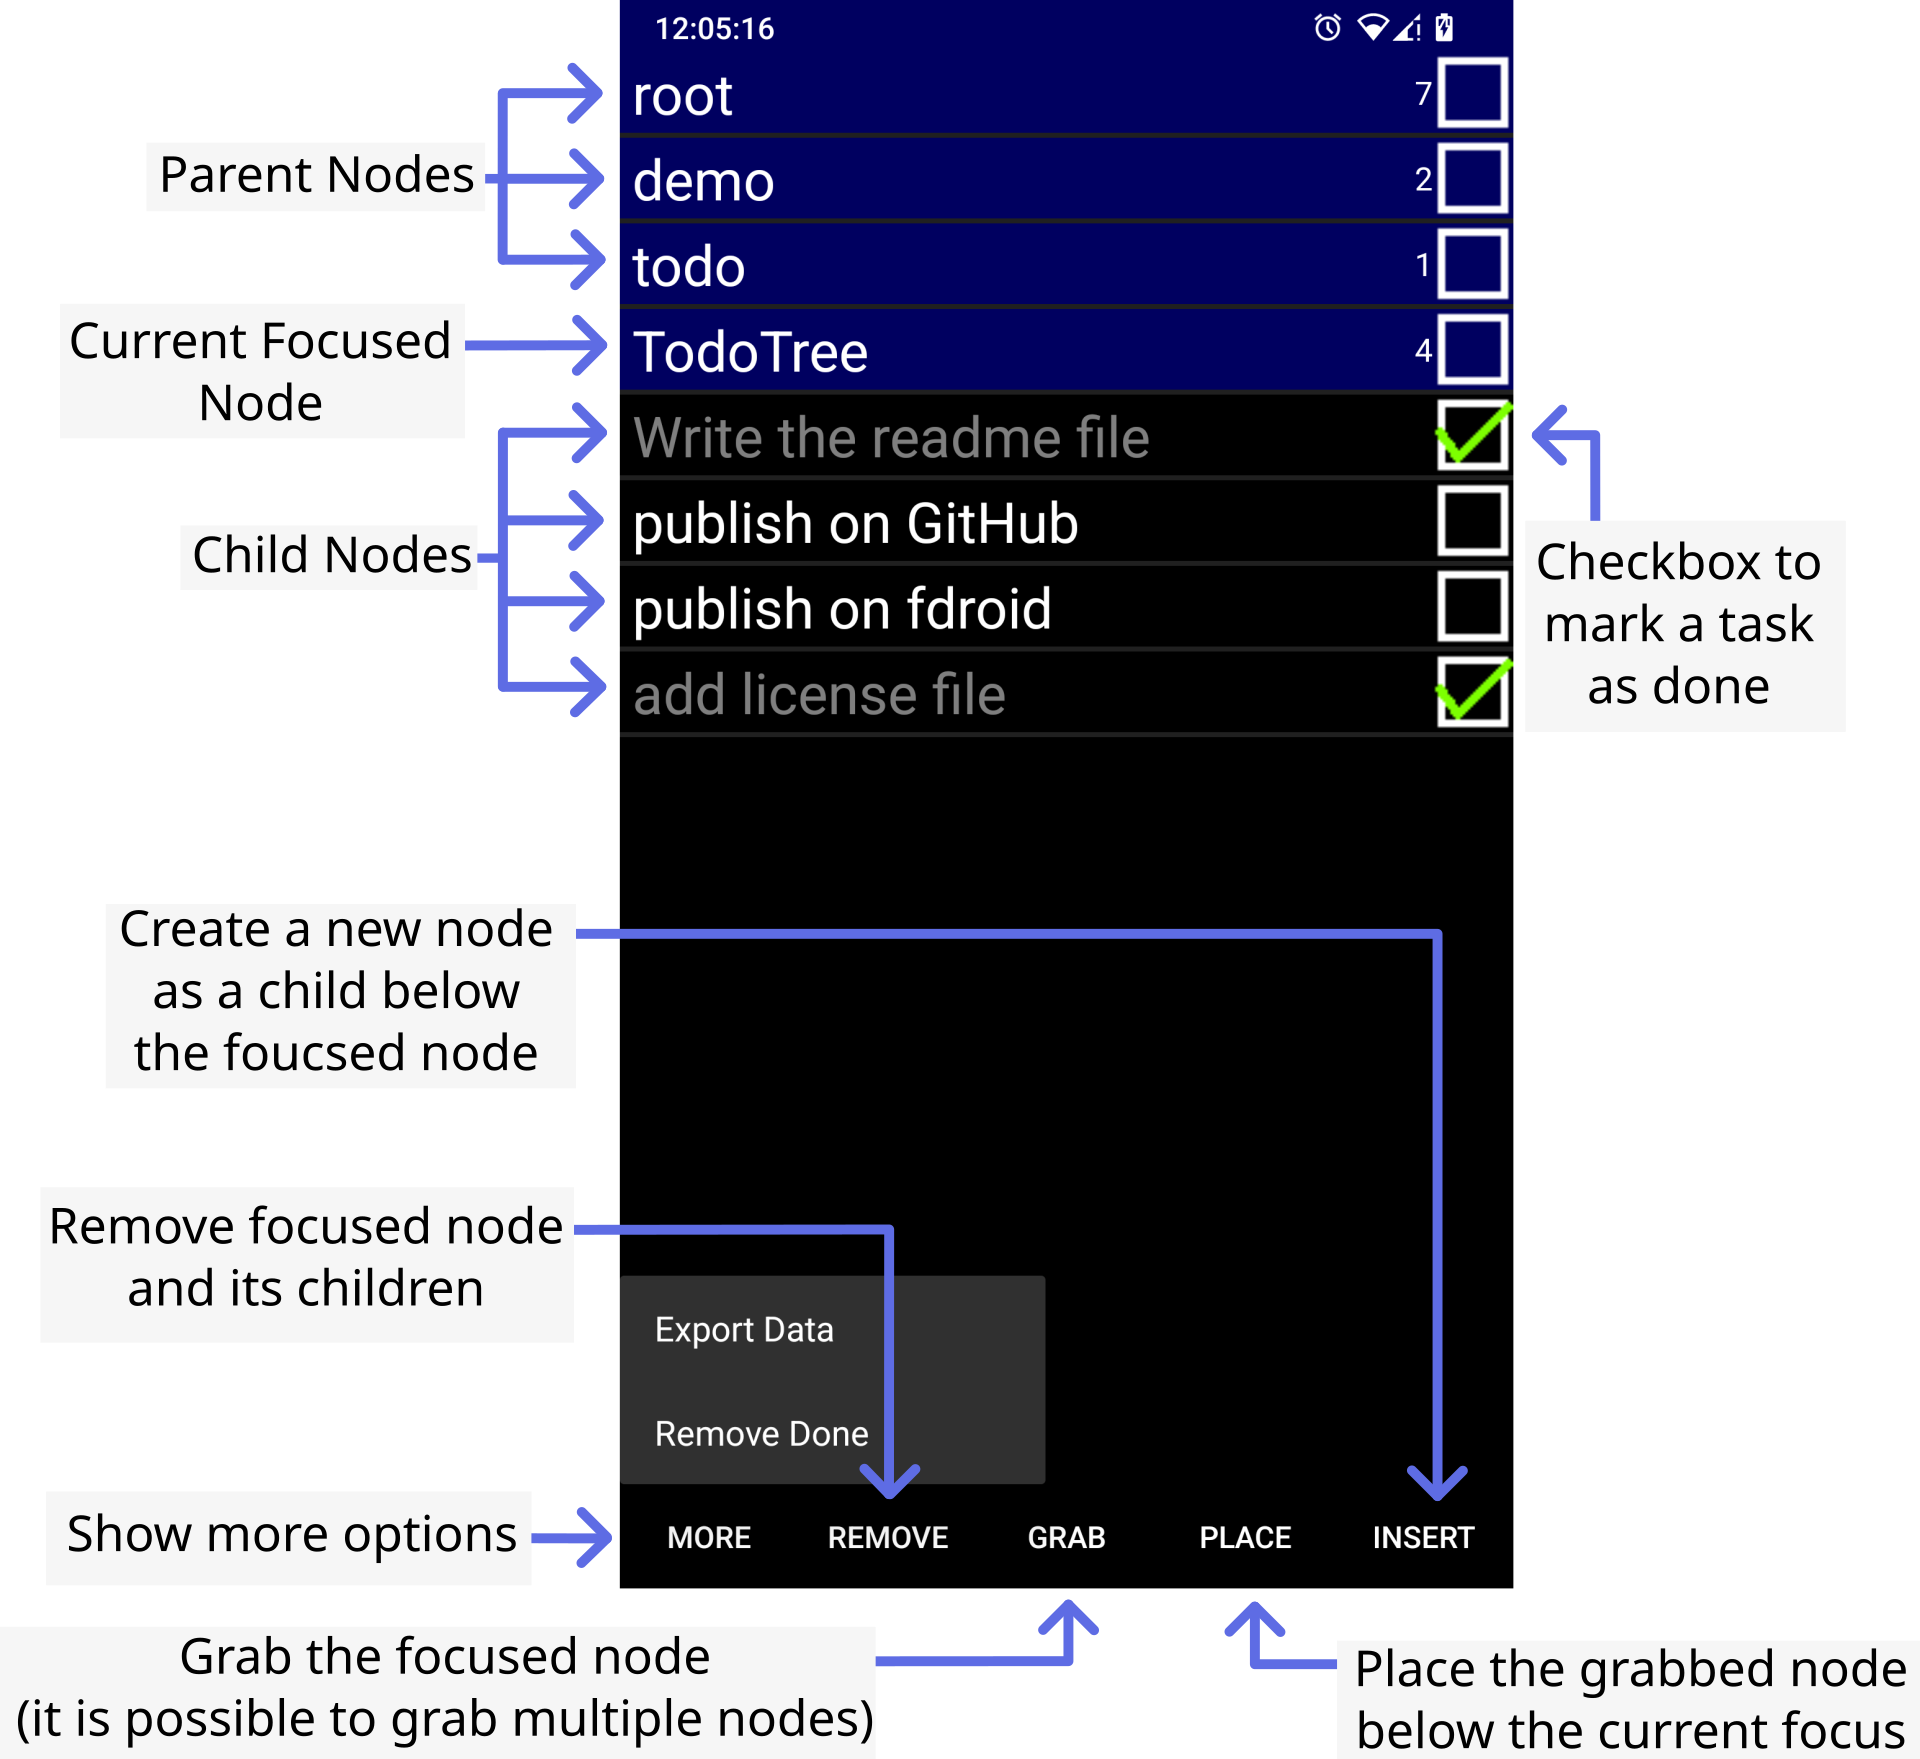 12:05:16
root 7
Parent Nodes
demo 2
todo 1
Current Focused
Node
TodoTree 4
Write the readme file
publish on GitHub
Child Nodes
publish on fdroid
add license file
Checkbox to
mark a task
as done
Create a new node
as a child below
the foucsed node
Remove focused node
and its children
Export Data
Remove Done
Show more options
MORE REMOVE GRAB PLACE INSERT
Grab the focused node
(it is possible to grab multiple nodes)
Place the grabbed node
below the current focus